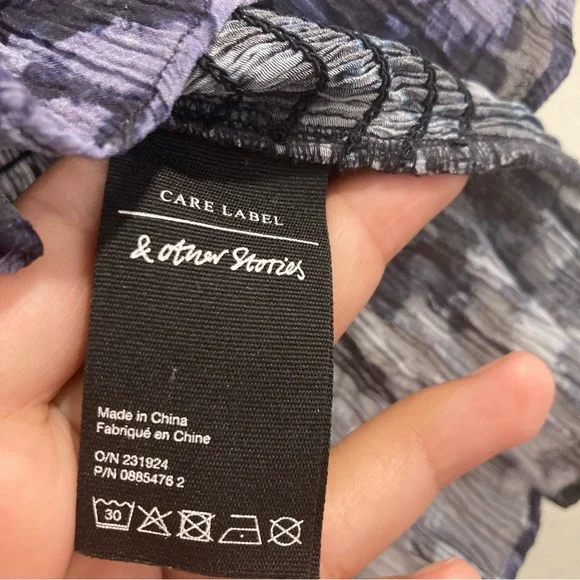 CARE LABEL
& other Stories
Made in China
Fabriqué en Chine
O/N 231924
P/N 0885476 2
30